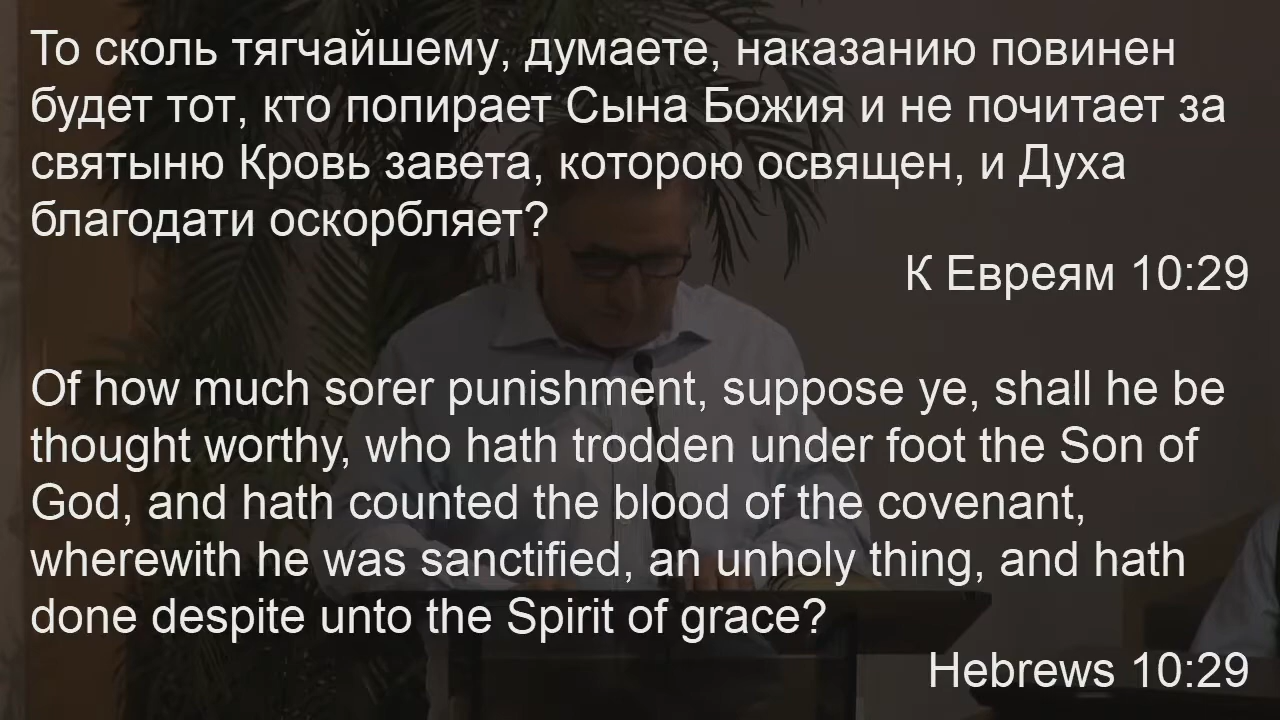 То сколь тягчайшему, думаете, наказанию повинен
будет тот, кто попирает Сына Божия и не почитает за
святыню Кровь завета, которою освящен, и Духа
благодати оскорбляет?
К Евреям 10:29
Of how much sorer punishment, suppose ye, shall he be
thought worthy, who hath trodden under foot the Son of
God, and hath counted the blood of the covenant,
wherewith he was sanctified, an unholy thing, and hath
done despite unto the Spirit of grace?
Hebrews 10:29